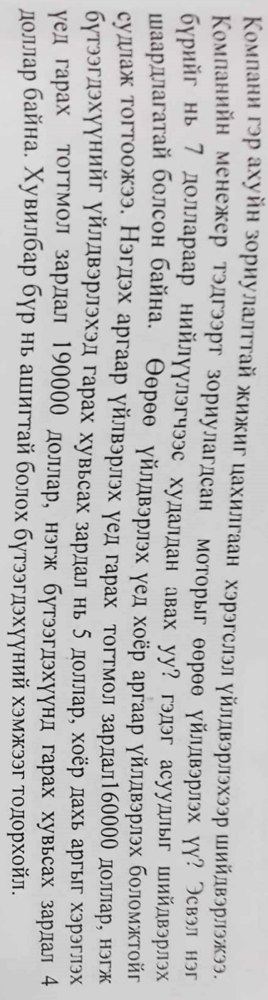 Компани гэр ахуйн зориулалттай жижиг цахилгаан хэрэгслэл үйлдвэрлэхээр шийдвэрлэжээ.
Компанийн менежер тэдгээрт зориулагдсан моторыг өөрөө үйлдвэрлэх үү? Эсвэл нэг
бүрийг нь 7 доллараар нийлүүлэгчээс худалдан авах уу? гэдэг асуудлыг шийдвэрлэх
шаардлагатай болсон байна. Өөрөө үйлдвэрлэх үед хоёр аргаар үйлдвэрлэх боломжтойг
судлаж тогтоожээ. Нэгдэх аргаар үйлвэрлэх үед гарах тогтмол зардал160000 доллар, нэгж
бүтээгдэхүүнийг үйлдвэрлэхэд гарах хувьсах зардал нь 5 доллар, хоёр дахь аргыг хэрэглэх
үед гарах тогтмол зардал 190000 доллар, нэгж бүтээгдэхүүнд гарах хувьсах зардал 4
доллар байна. Хувилбар бүр нь ашигтай болох бүтээгдэхүүний хэмжээг тодорхойл.